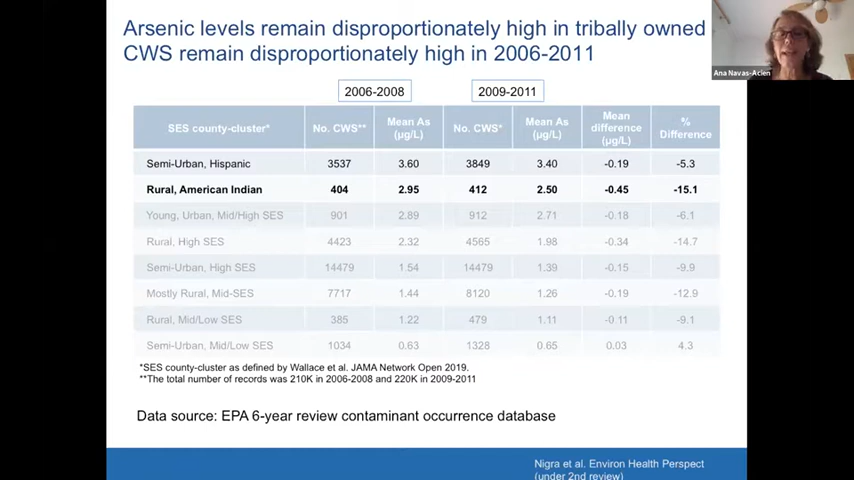 Arsenic levels remain disproportionately high in tribally owned
CWS remain disproportionately high in 2006-2011
Ana Navas-Acien
2006-2008 2009-2011
SES county-cluster* No. CWS** Mean As (µg/L) No. CWS* Mean As (µg/L) Mean difference (µg/L) % Difference
Semi-Urban, Hispanic 3537 3.60 3849 3.40 -0.19 -5.3
Rural, American Indian 404 2.95 412 2.50 -0.45 -15.1
Young, Urban, Mid/High SES 901 2.89 912 2.71 -0.18 -6.1
Rural, High SES 4423 2.32 4565 1.98 -0.34 -14.7
Semi-Urban, High SES 14479 1.54 14479 1.39 -0.15 -9.9
Mostly Rural, Mid-SES 7717 1.44 8120 1.26 -0.19 -12.9
Rural, Mid/Low SES 385 1.22 479 1.11 -0.11 -9.1
Semi-Urban, Mid/Low SES 1034 0.63 1328 0.65 0.03 4.3
*SES county-cluster as defined by Wallace et al. JAMA Network Open 2019.
**The total number of records was 210K in 2006-2008 and 220K in 2009-2011
Data source: EPA 6-year review contaminant occurrence database
Nigra et al. Environ Health Perspect
(under 2nd review)